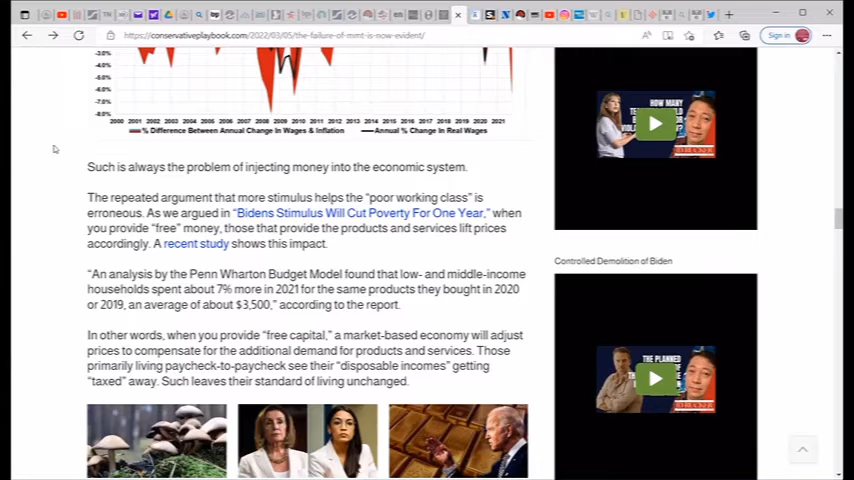 https://conservativeplaybook.com/2022/03/05/the-failure-of-mmt-is-now-evident/
Sign in
-3.0%
-4.0%
-5.0%
-6.0%
-7.0%
-8.0%
2000 2001 2002 2003 2004 2005 2006 2007 2008 2009 2010 2011 2012 2013 2014 2015 2016 2017 2018 2019 2020 2021
% Difference Between Annual Change In Wages & Inflation
Annual % Change In Real Wages
Such is always the problem of injecting money into the economic system.
The repeated argument that more stimulus helps the “poor working class” is
erroneous. As we argued in “Bidens Stimulus Will Cut Poverty For One Year,” when
you provide “free” money, those that provide the products and services lift prices
accordingly. A recent study shows this impact.
“An analysis by the Penn Wharton Budget Model found that low- and middle-income
households spent about 7% more in 2021 for the same products they bought in 2020
or 2019, an average of about $3,500,” according to the report.
In other words, when you provide “free capital,” a market-based economy will adjust
prices to compensate for the additional demand for products and services. Those
primarily living paycheck-to-paycheck see their “disposable incomes” getting
“taxed” away. Such leaves their standard of living unchanged.
HOW MANY
Controlled Demolition of Biden
THE PLANNED